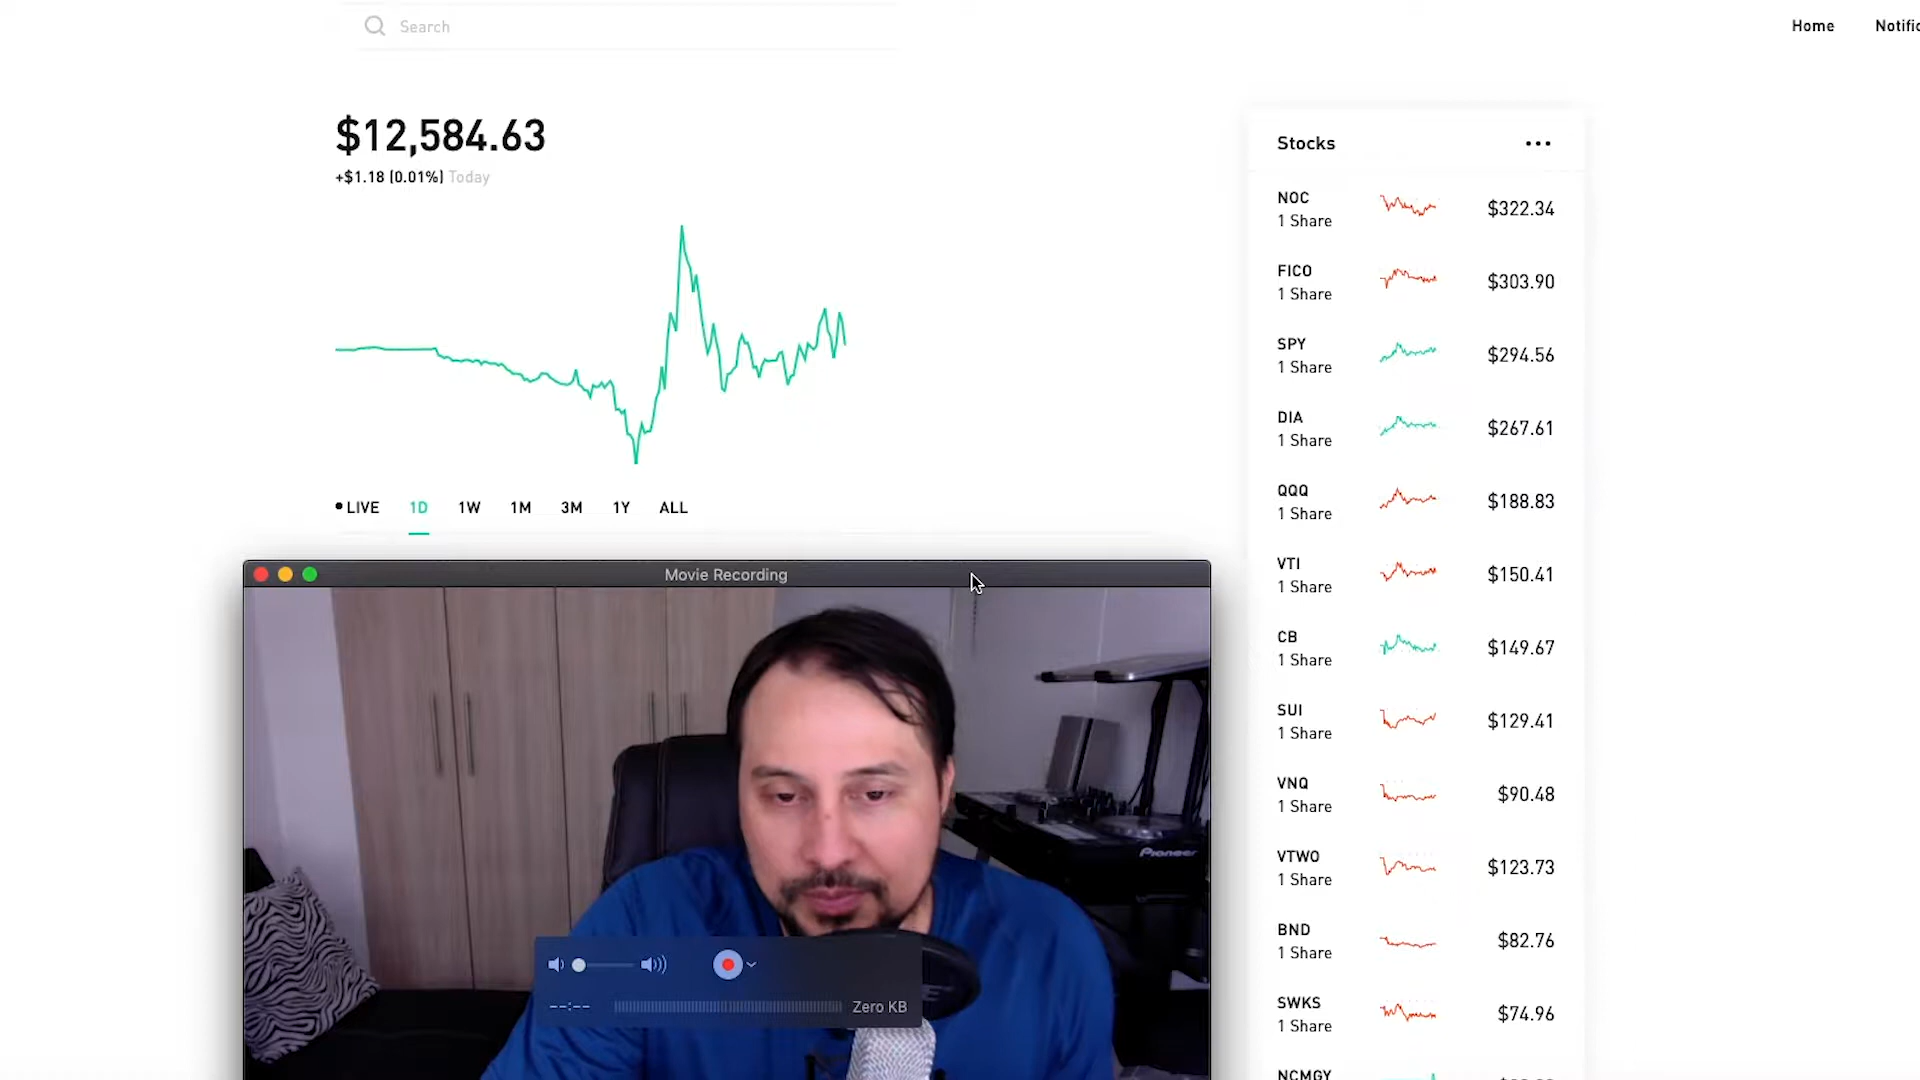 Search
Home
Notific
$12,584.63
+$1.18 (0.01%) Today
LIVE
1D
1W
1M
3M
1Y
ALL
Stocks
NOC
1 Share
$322.34
FICO
1 Share
$303.90
SPY
1 Share
$294.56
DIA
1 Share
$267.61
QQQ
1 Share
$188.83
VTI
1 Share
$150.41
CB
1 Share
$149.67
SUI
1 Share
$129.41
VNQ
1 Share
$90.48
VTWO
1 Share
$123.73
BND
1 Share
$82.76
SWKS
1 Share
$74.96
NCMGY
Movie Recording
Pioneer
--:--
Zero KB